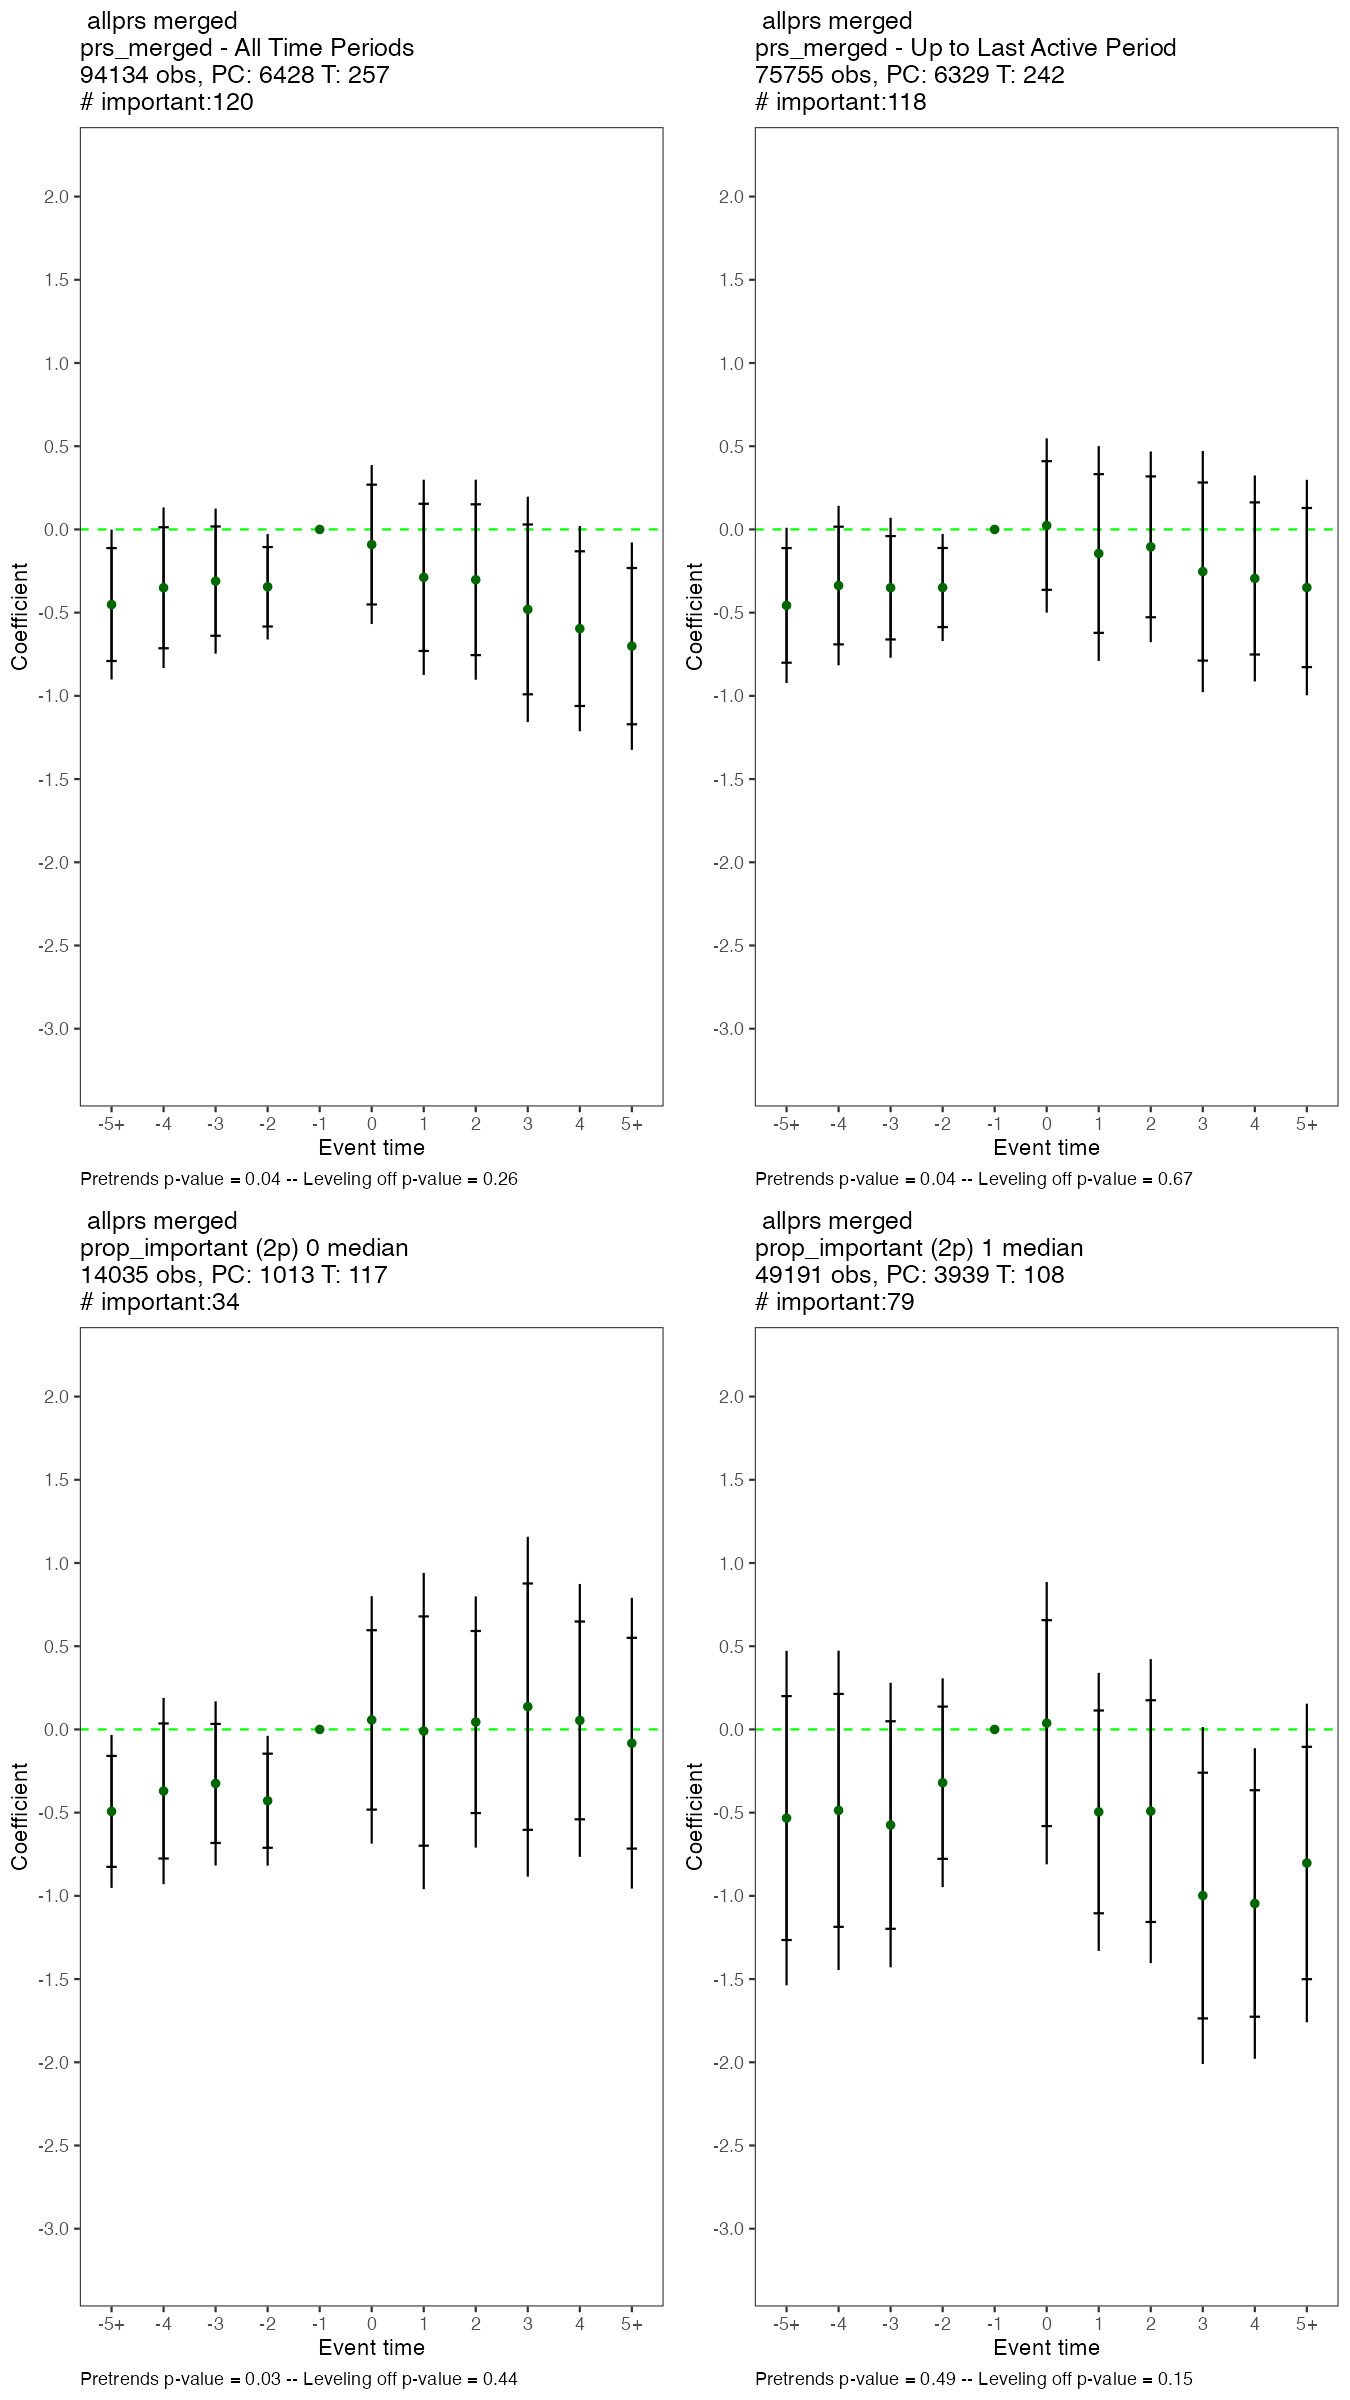 allprs merged
prs_merged - All Time Periods
94134 obs, PC: 6428 T: 257
# important:120
2.0
1.5
1.0
0.5
0.0
-0.5
-1.0
-1.5
-2.0
-2.5
-3.0
Coefficient
-5+ -4 -3 -2 -1 0 1 2 3 4 5+
Event time
Pretrends p-value = 0.04 -- Leveling off p-value = 0.26
allprs merged
prs_merged - Up to Last Active Period
75755 obs, PC: 6329 T: 242
# important:118
2.0
1.5
1.0
0.5
0.0
-0.5
-1.0
-1.5
-2.0
-2.5
-3.0
Coefficient
-5+ -4 -3 -2 -1 0 1 2 3 4 5+
Event time
Pretrends p-value = 0.04 -- Leveling off p-value = 0.67
allprs merged
prop_important (2p) 0 median
14035 obs, PC: 1013 T: 117
# important:34
2.0
1.5
1.0
0.5
0.0
-0.5
-1.0
-1.5
-2.0
-2.5
-3.0
Coefficient
-5+ -4 -3 -2 -1 0 1 2 3 4 5+
Event time
Pretrends p-value = 0.03 -- Leveling off p-value = 0.44
allprs merged
prop_important (2p) 1 median
49191 obs, PC: 3939 T: 108
# important:79
2.0
1.5
1.0
0.5
0.0
-0.5
-1.0
-1.5
-2.0
-2.5
-3.0
Coefficient
-5+ -4 -3 -2 -1 0 1 2 3 4 5+
Event time
Pretrends p-value = 0.49 -- Leveling off p-value = 0.15